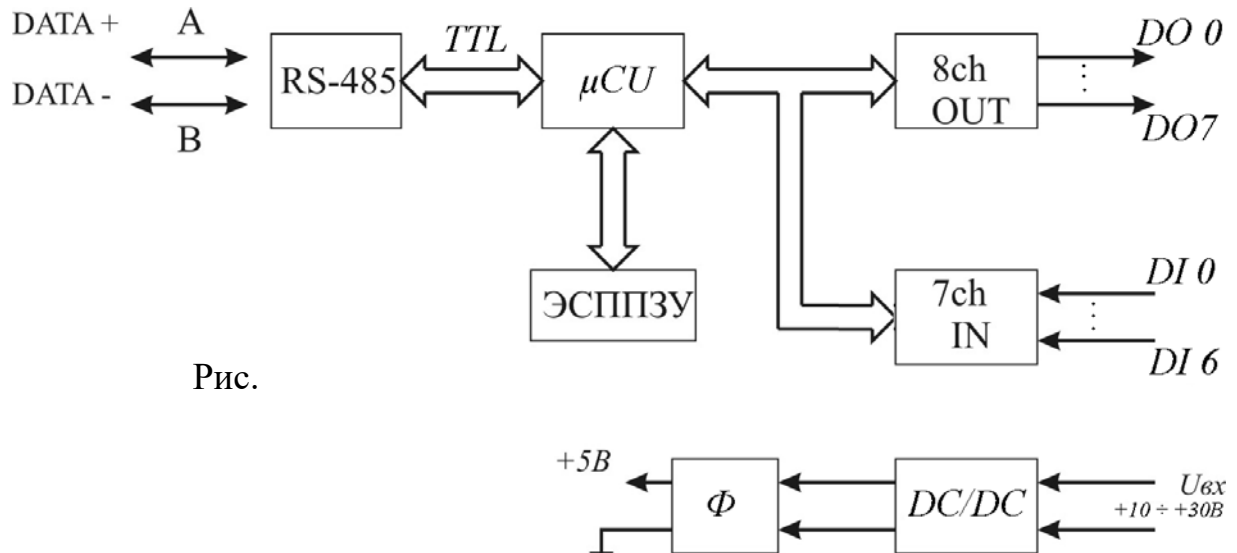 DATA +
A
DATA -
B
RS-485
TTL
μCU
8ch
OUT
DO 0
DO7
ЭСППЗУ
7ch
IN
DI 0
DI 6
Рис.
+5В
Ф
DC/DC
Uвх
+10 ÷ +30В